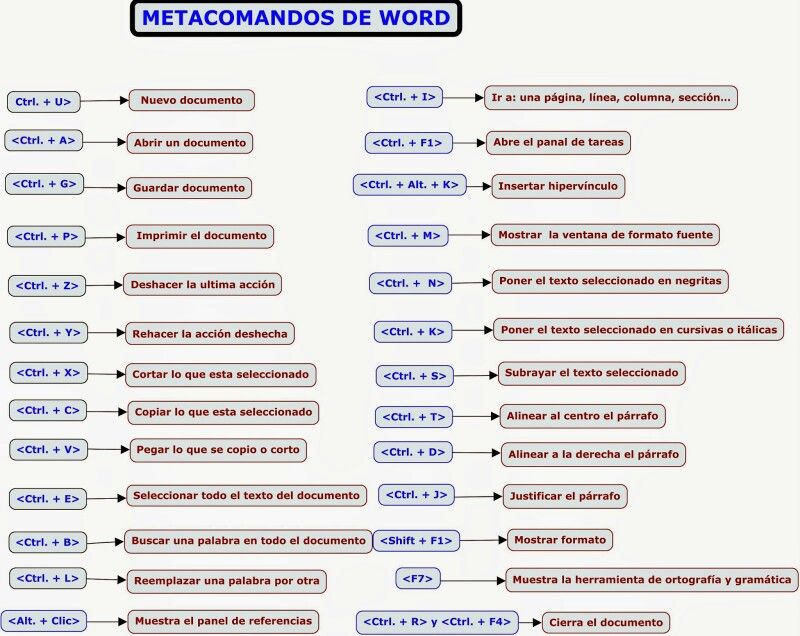 METACOMANDOS DE WORD
Ctrl. + U>
Nuevo documento
<Ctrl. + A>
Abrir un documento
<Ctrl. + G>
Guardar documento
<Ctrl. + P>
Imprimir el documento
<Ctrl. + Z>
Deshacer la ultima acción
<Ctrl. + Y>
Rehacer la acción deshecha
<Ctrl. + X>
Cortar lo que esta seleccionado
<Ctrl. + C>
Copiar lo que esta seleccionado
<Ctrl. + V>
Pegar lo que se copio o corto
<Ctrl. + E>
Seleccionar todo el texto del documento
<Ctrl. + B>
Buscar una palabra en todo el documento
<Ctrl. + L>
Reemplazar una palabra por otra
<Alt. + Clic>
Muestra el panel de referencias
<Ctrl. + I>
Ir a: una página, línea, columna, sección...
<Ctrl. + F1>
Abre el panal de tareas
<Ctrl. + Alt. + K>
Insertar hipervínculo
<Ctrl. + M>
Mostrar la ventana de formato fuente
<Ctrl. + N>
Poner el texto seleccionado en negritas
<Ctrl. + K>
Poner el texto seleccionado en cursivas o itálicas
<Ctrl. + S>
Subrayar el texto seleccionado
<Ctrl. + T>
Alinear al centro el párrafo
<Ctrl. + D>
Alinear a la derecha el párrafo
<Ctrl. + J>
Justificar el párrafo
<Shift + F1>
Mostrar formato
<F7>
Muestra la herramienta de ortografía y gramática
<Ctrl. + R> y <Ctrl. + F4>
Cierra el documento